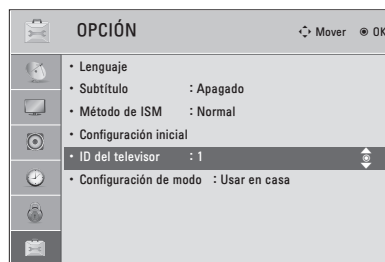 OPCIÓN Mover OK
• Lenguaje
• Subtítulo : Apagado
• Método de ISM : Normal
• Configuración inicial
• ID del televisor : 1
• Configuración de modo : Usar en casa